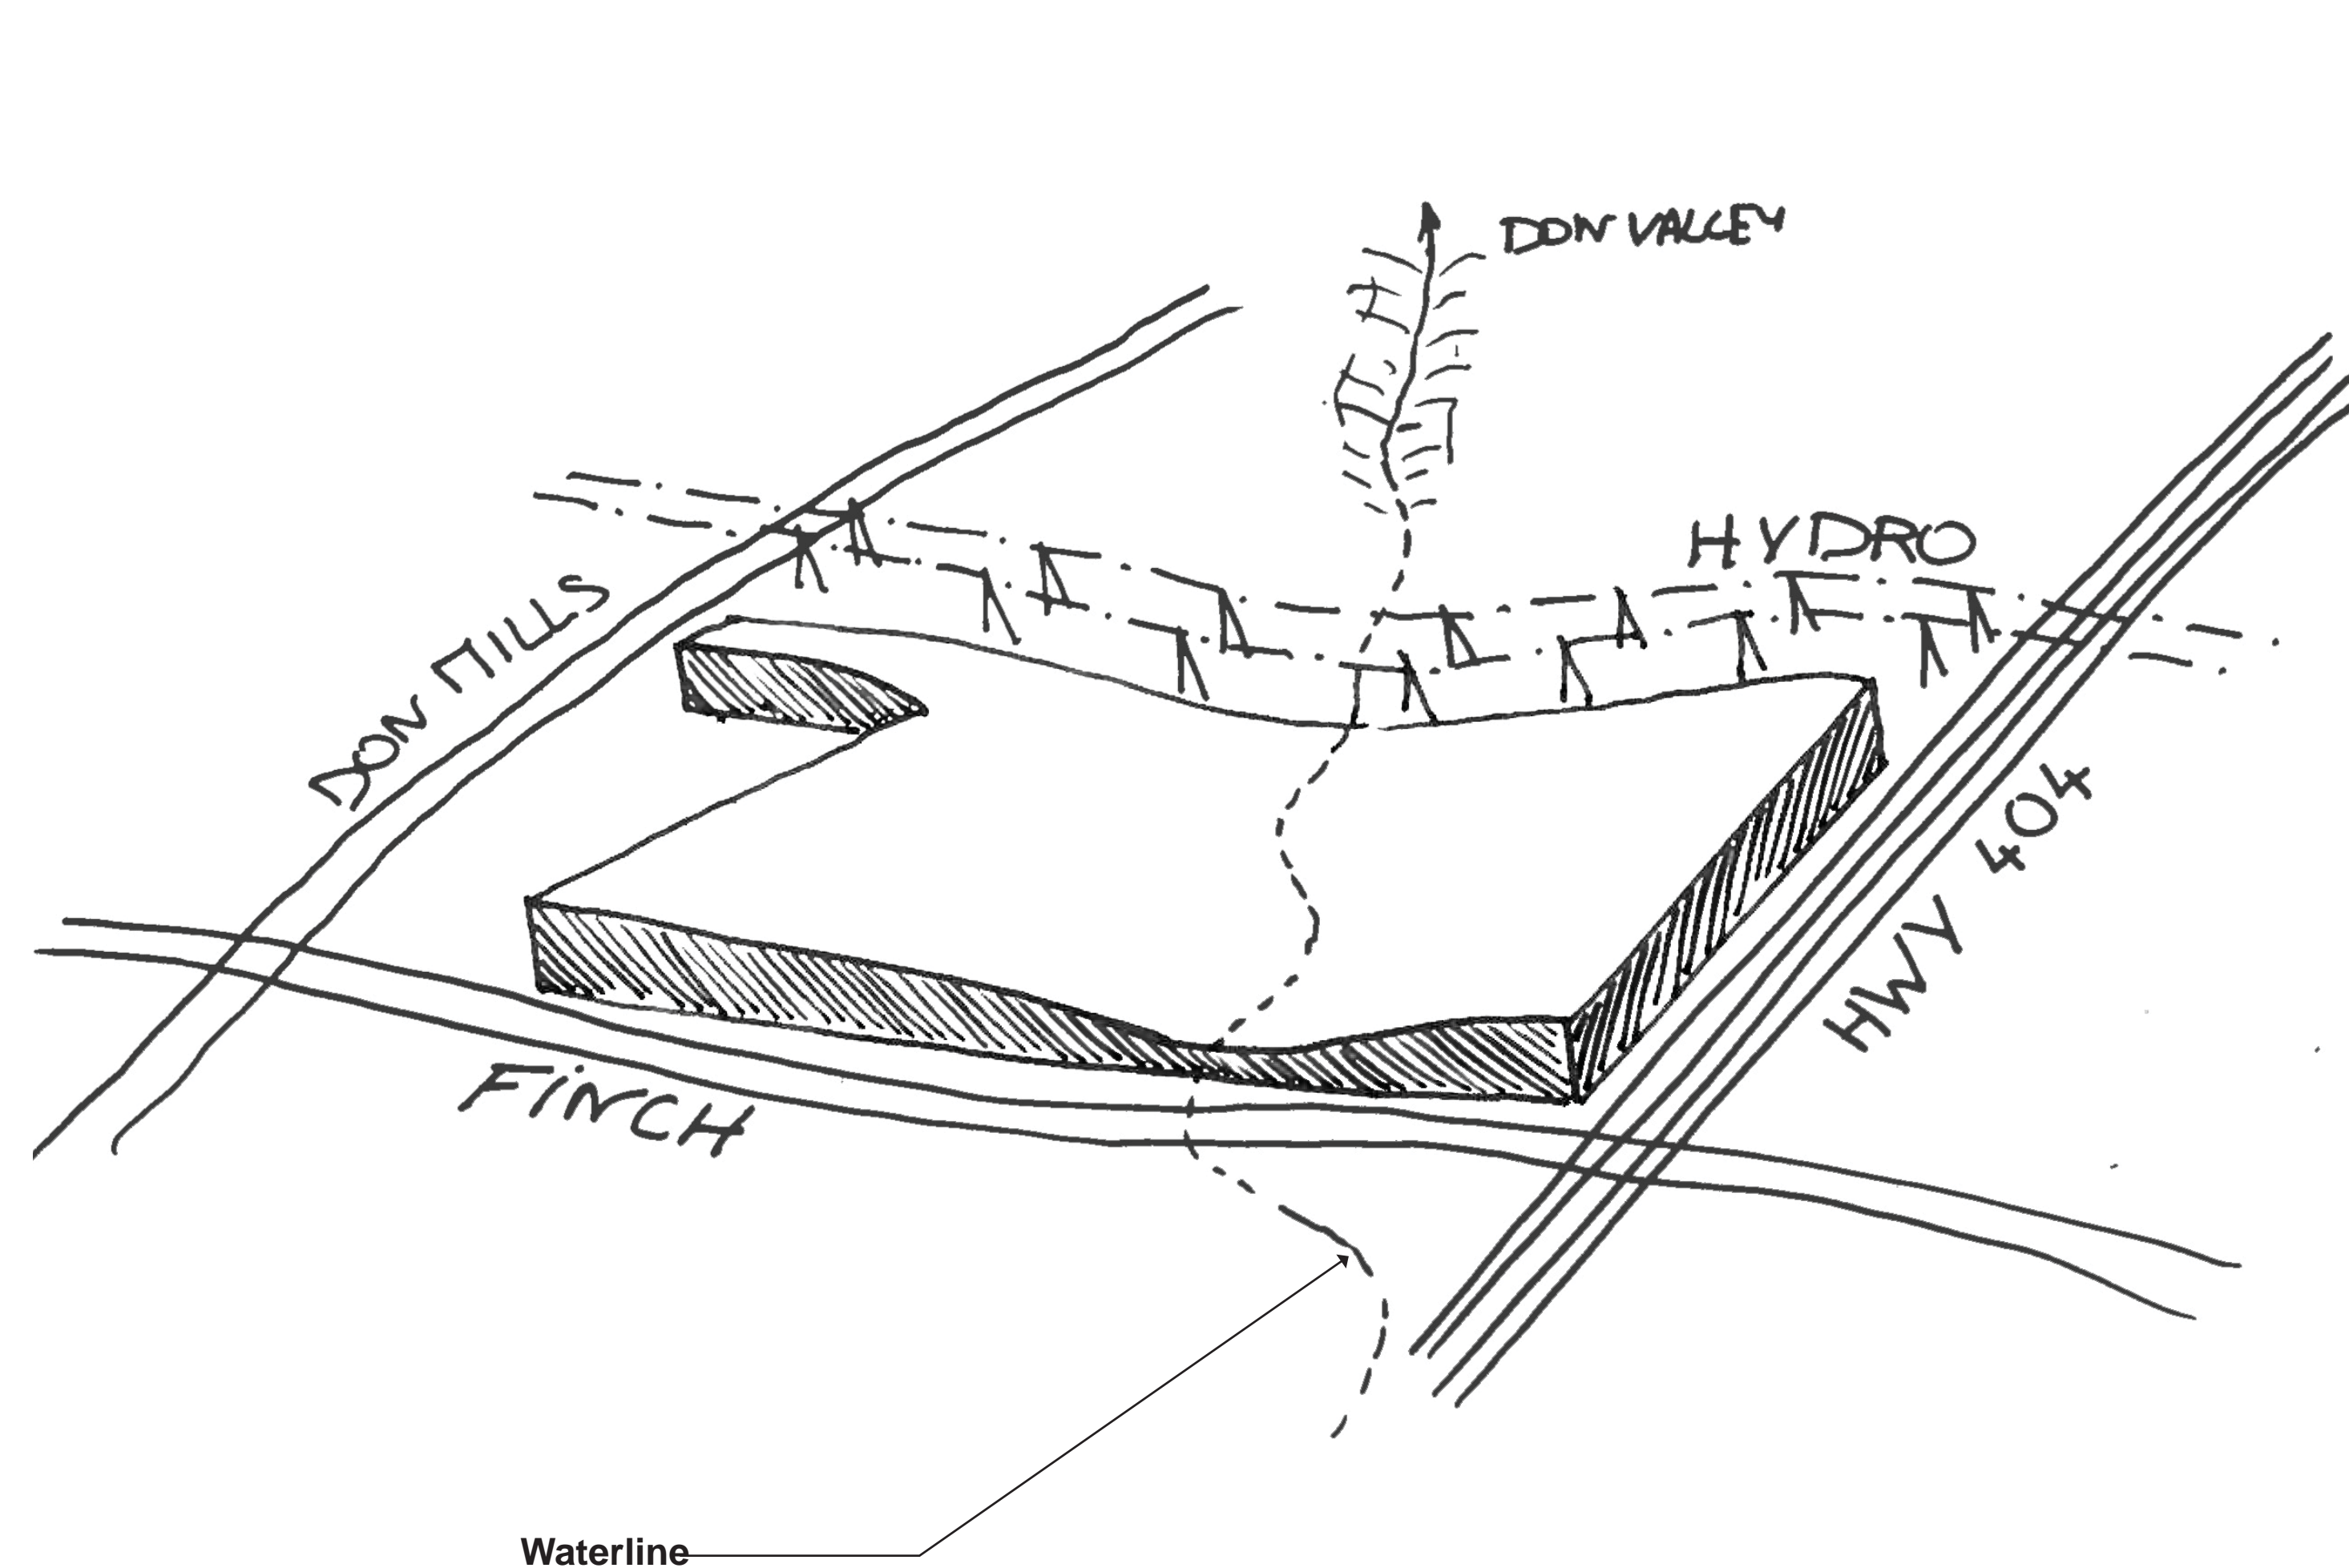 DON VALLEY
HYDRO
DON MILLS
HWY 404
FiNCH
Waterline